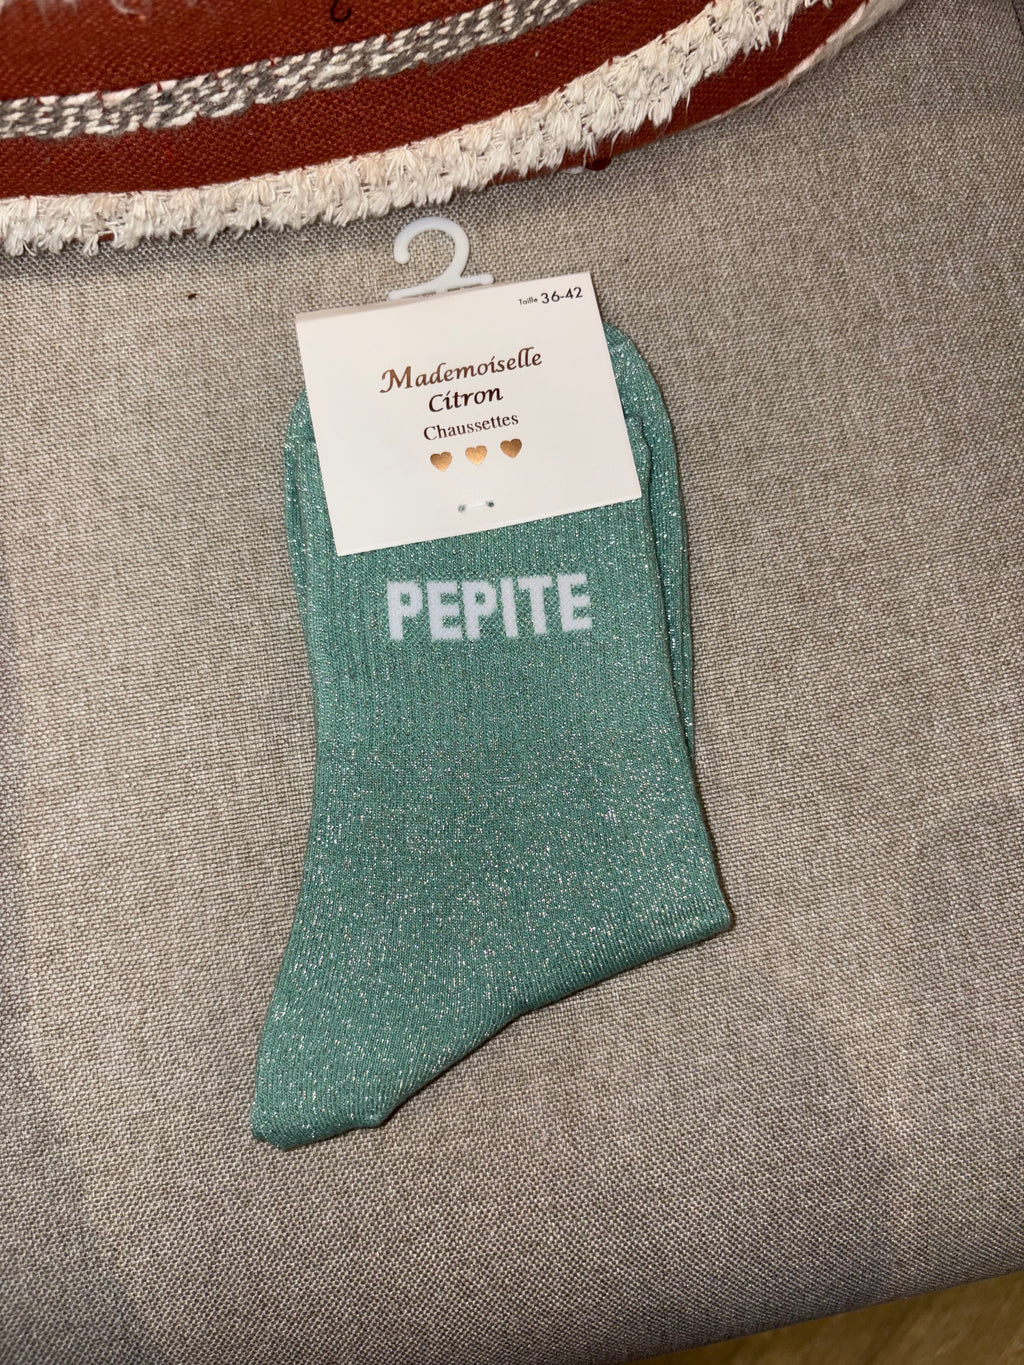 Taille 36-42
Mademoiselle
Citron
Chaussettes
PEPITE